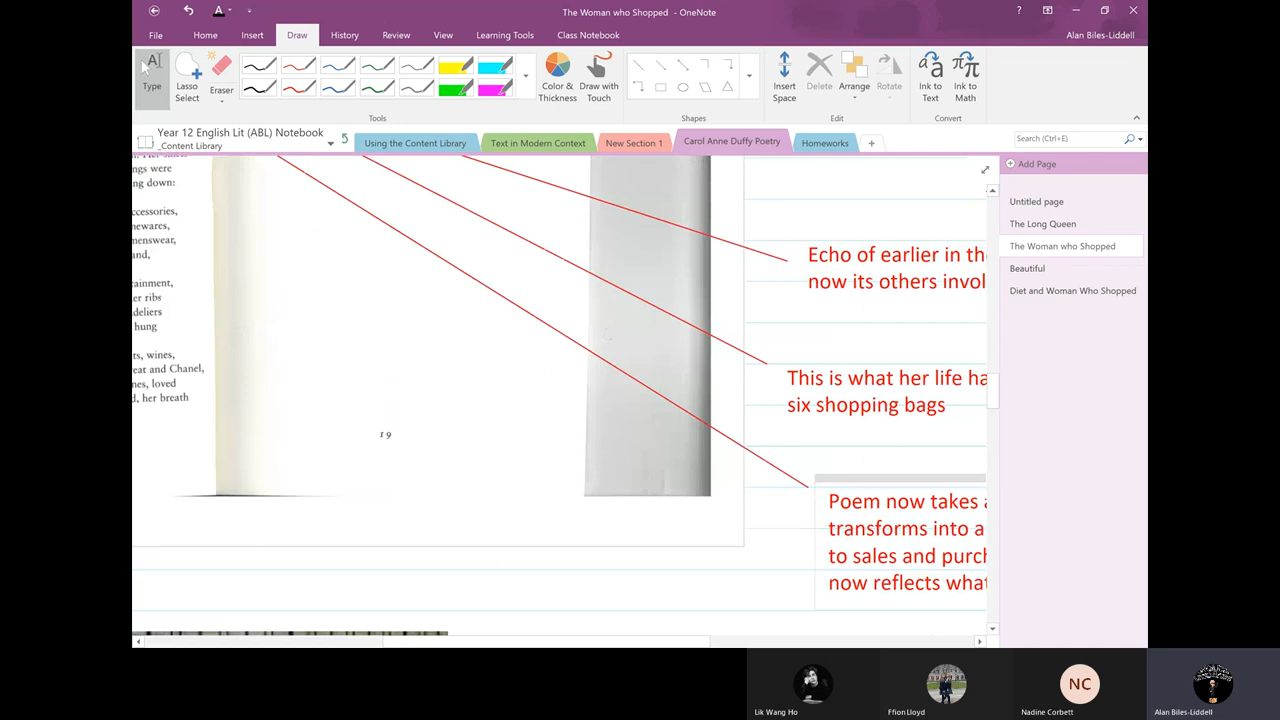 The Woman who Shopped - OneNote
File
Home
Insert
Draw
History
Review
View
Learning Tools
Class Notebook
Alan Biles-Liddell
Type
Lasso
Select
Eraser
Color &
Thickness
Draw with
Touch
Insert
Space
Delete
Arrange
Rotate
Ink to
Text
Ink to
Math
Tools
Shapes
Edit
Convert
Year 12 English Lit (ABL) Notebook
_Content Library
Using the Content Library
Text in Modern Context
New Section 1
Carol Anne Duffy Poetry
Homeworks
Search (Ctrl+E)
Add Page
Untitled page
The Long Queen
The Woman who Shopped
Beautiful
Diet and Woman Who Shopped
ngs were
ng down:
ccessories,
newares,
menswear,
and,
tainment,
er ribs
deliers
hung
ts, wines,
eat and Chanel,
nes, loved
d, her breath
19
Echo of earlier in the
now its others invol
This is what her life ha
six shopping bags
Poem now takes a
transforms into a
to sales and purch
now reflects what
NC
Lik Wang Ho
Ffion Lloyd
Nadine Corbett
Alan Biles-Liddell